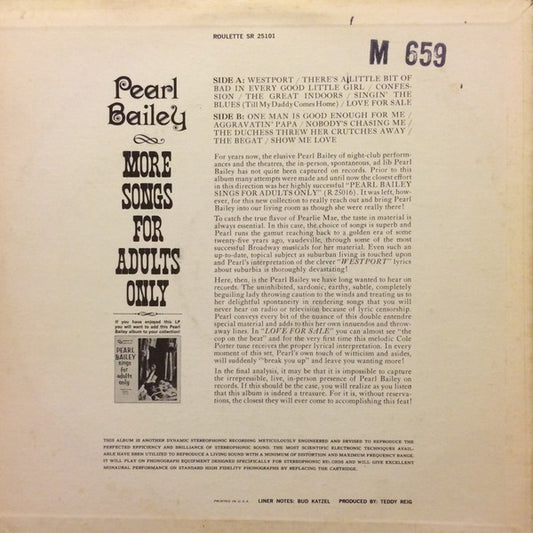 ROULETTE SR 25101
M 659
Pearl
Bailey
MORE
SONGS
FOR
ADULTS
ONLY
If you have enjoyed this LP
you will want to add this Pearl
Bailey album to your collection!
PEARL
BAILEY
sings
for
adults
only
SIDE A: WESTPORT / THERE'S A LITTLE BIT OF
BAD IN EVERY GOOD LITTLE GIRL / CONFES-
SION / THE GREAT INDOORS / SINGIN' THE
BLUES (Till My Daddy Comes Home) / LOVE FOR SALE
SIDE B: ONE MAN IS GOOD ENOUGH FOR ME /
AGGRAVATIN' PAPA / NOBODY'S CHASING ME /
THE DUCHESS THREW HER CRUTCHES AWAY /
THE BEGAT / SHOW ME LOVE
For years now, the elusive Pearl Bailey of night-club perform-
ances and the theatres, the in-person, spontaneous, ad lib Pearl
Bailey has not quite been captured on records. Prior to this
album many attempts were made and until now the closest effort
in this direction was her highly successful "PEARL BAILEY
SINGS FOR ADULTS ONLY" (R 25016). It was left, how-
ever, for this new collection to really reach out and bring Pearl
Bailey into our living room as though she were really there!
To catch the true flavor of Pearlie Mae, the taste in material is
always essential. In this case, the choice of songs is superb and
Pearl runs the gamut reaching back to a golden era of some
twenty-five years ago, vaudeville, through some of the most
successful Broadway musicals for her material. Even such an
up-to-date, topical subject as suburban living is touched upon
and Pearl's interpretation of the clever "WESTPORT" lyrics
about suburbia is thoroughly devastating!
Here, then, is the Pearl Bailey we have long wanted to hear on
records. The uninhibited, sardonic, earthy, subtle, completely
beguiling lady throwing caution to the winds and treating us to
her delightful spontaneity in rendering songs that you will
never hear on radio or television because of lyric censorship.
Pearl conveys every bit of the nuance of this double entendre
special material and adds to this her own innuendos and throw-
away lines. In "LOVE FOR SALE" you can almost see "the
cop on the beat" and for the very first time this melodic Cole
Porter tune receives the proper lyrical interpretation. In every
moment of this set, Pearl's own touch of witticism and asides,
will suddenly "break you up" and leave you wanting more!
In the final analysis, it may be that it is impossible to capture
the irrepressible, live, in-person presence of Pearl Bailey on
records. If this should be the case, you will realize as you listen
that this album is indeed a treasure. For it is, without reserva-
tions, the closest they will ever come to accomplishing this feat!
THIS ALBUM IS ANOTHER DYNAMIC STEREOPHONIC RECORDING METICULOUSLY ENGINEERED AND DEVISED TO REPRODUCE THE
PERFECTED EFFICIENCY AND BRILLIANCE OF STEREOPHONIC SOUND. THE MOST SCIENTIFIC ELECTRONIC TECHNIQUES AVAIL-
ABLE HAVE BEEN UTILIZED TO REPRODUCE A LIVING SOUND WITH A MINIMUM OF DISTORTION AND MAXIMUM FREQUENCY RANGE.
IT WILL PLAY ON PHONOGRAPH EQUIPMENT DESIGNED SPECIFICALLY FOR STEREOPHONIC RECORDS AND WILL GIVE EXCELLENT
MONAURAL PERFORMANCE ON STANDARD HIGH FIDELITY PHONOGRAPHS BY REPLACING THE CARTRIDGE.
PRINTED IN U.S.A. LINER NOTES: BUD KATZEL PRODUCED BY: TEDDY REIG